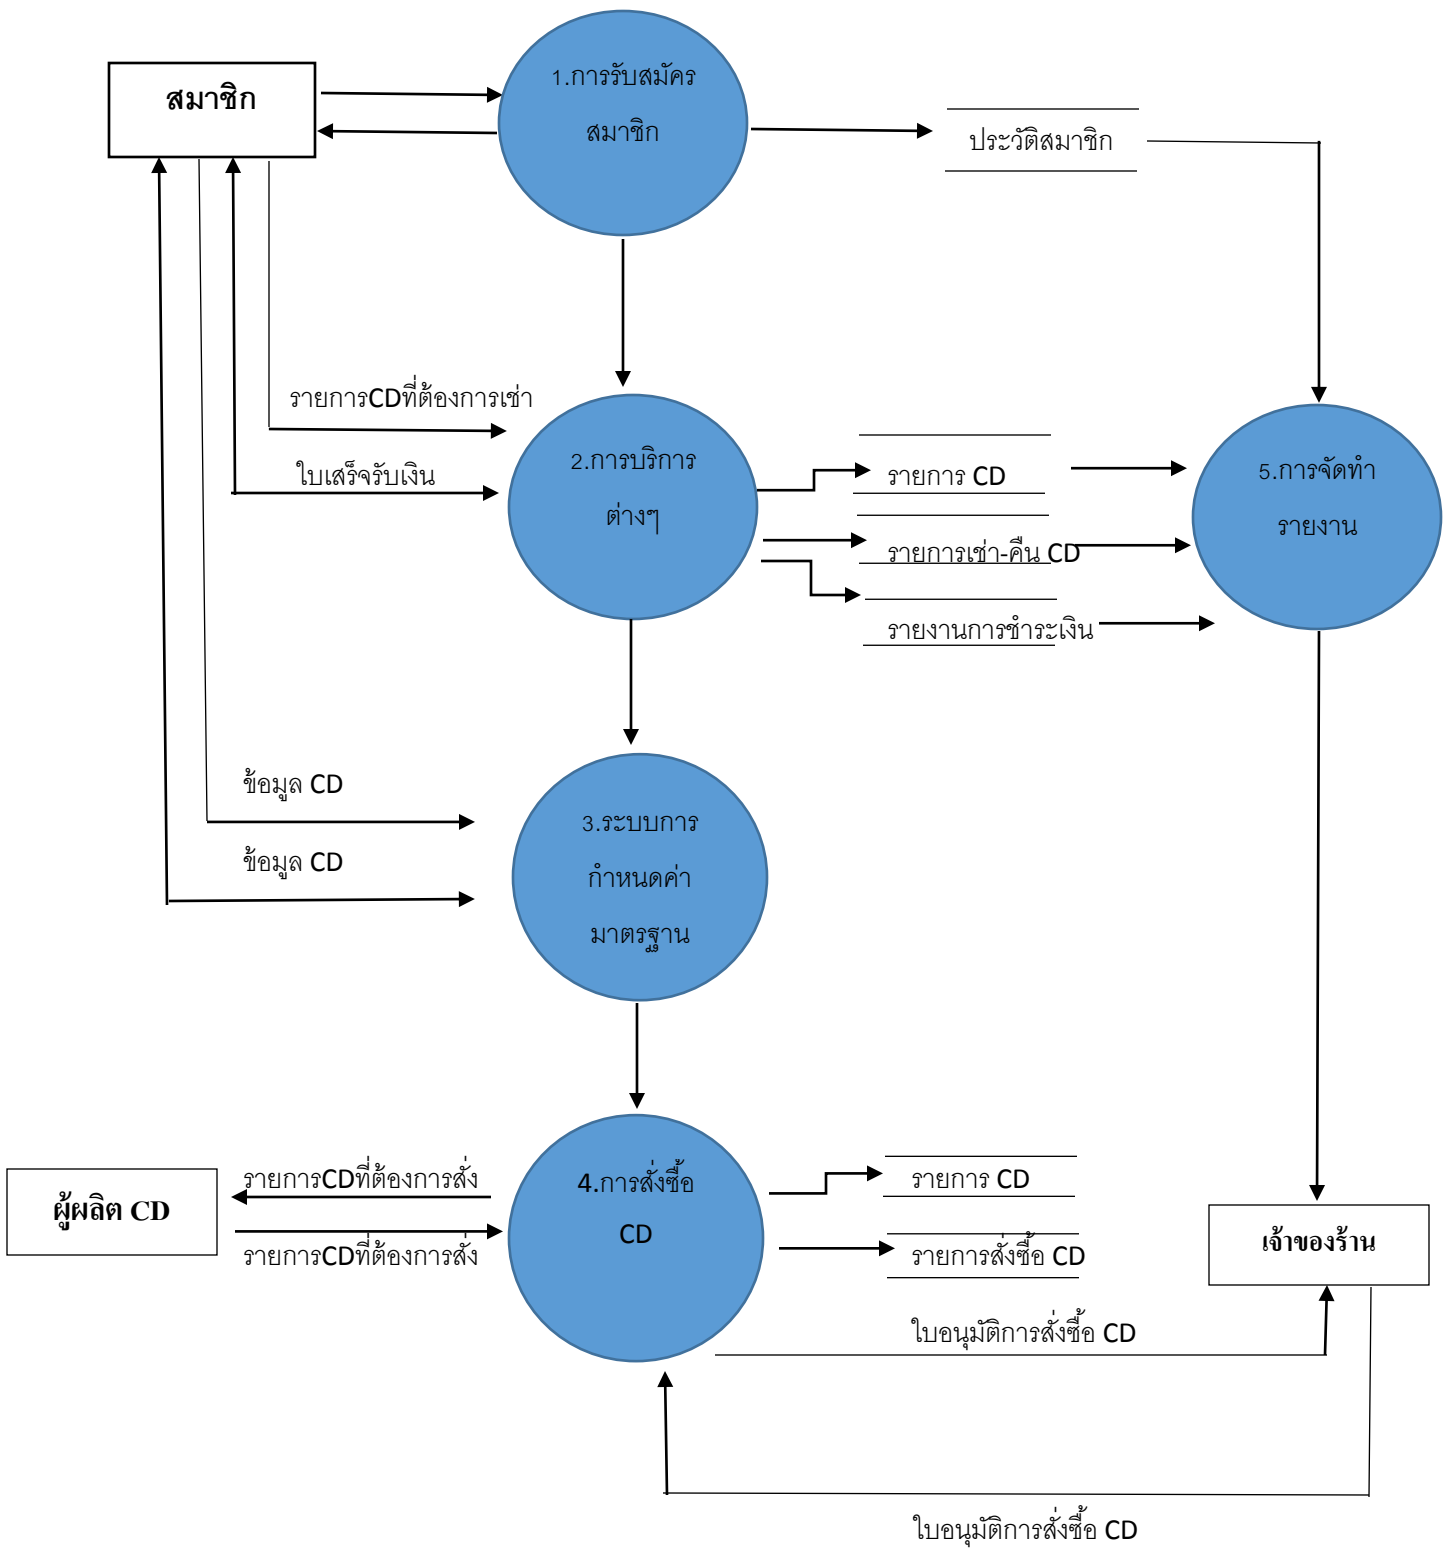 สมาชิก
1.การรับสมัคร
สมาชิก
ประวัติสมาชิก
รายการCDที่ต้องการเช่า
ใบเสร็จรับเงิน
2.การบริการ
ต่างๆ
รายการ CD
รายการเช่า-คืน CD
รายงานการชำระเงิน
5.การจัดทำ
รายงาน
ข้อมูล CD
ข้อมูล CD
3.ระบบการ
กำหนดค่า
มาตรฐาน
ผู้ผลิต CD
รายการCDที่ต้องการสั่ง
รายการCDที่ต้องการสั่ง
4.การสั่งซื้อ
CD
รายการ CD
รายการสั่งซื้อ CD
เจ้าของร้าน
ใบอนุมัติการสั่งซื้อ CD
ใบอนุมัติการสั่งซื้อ CD